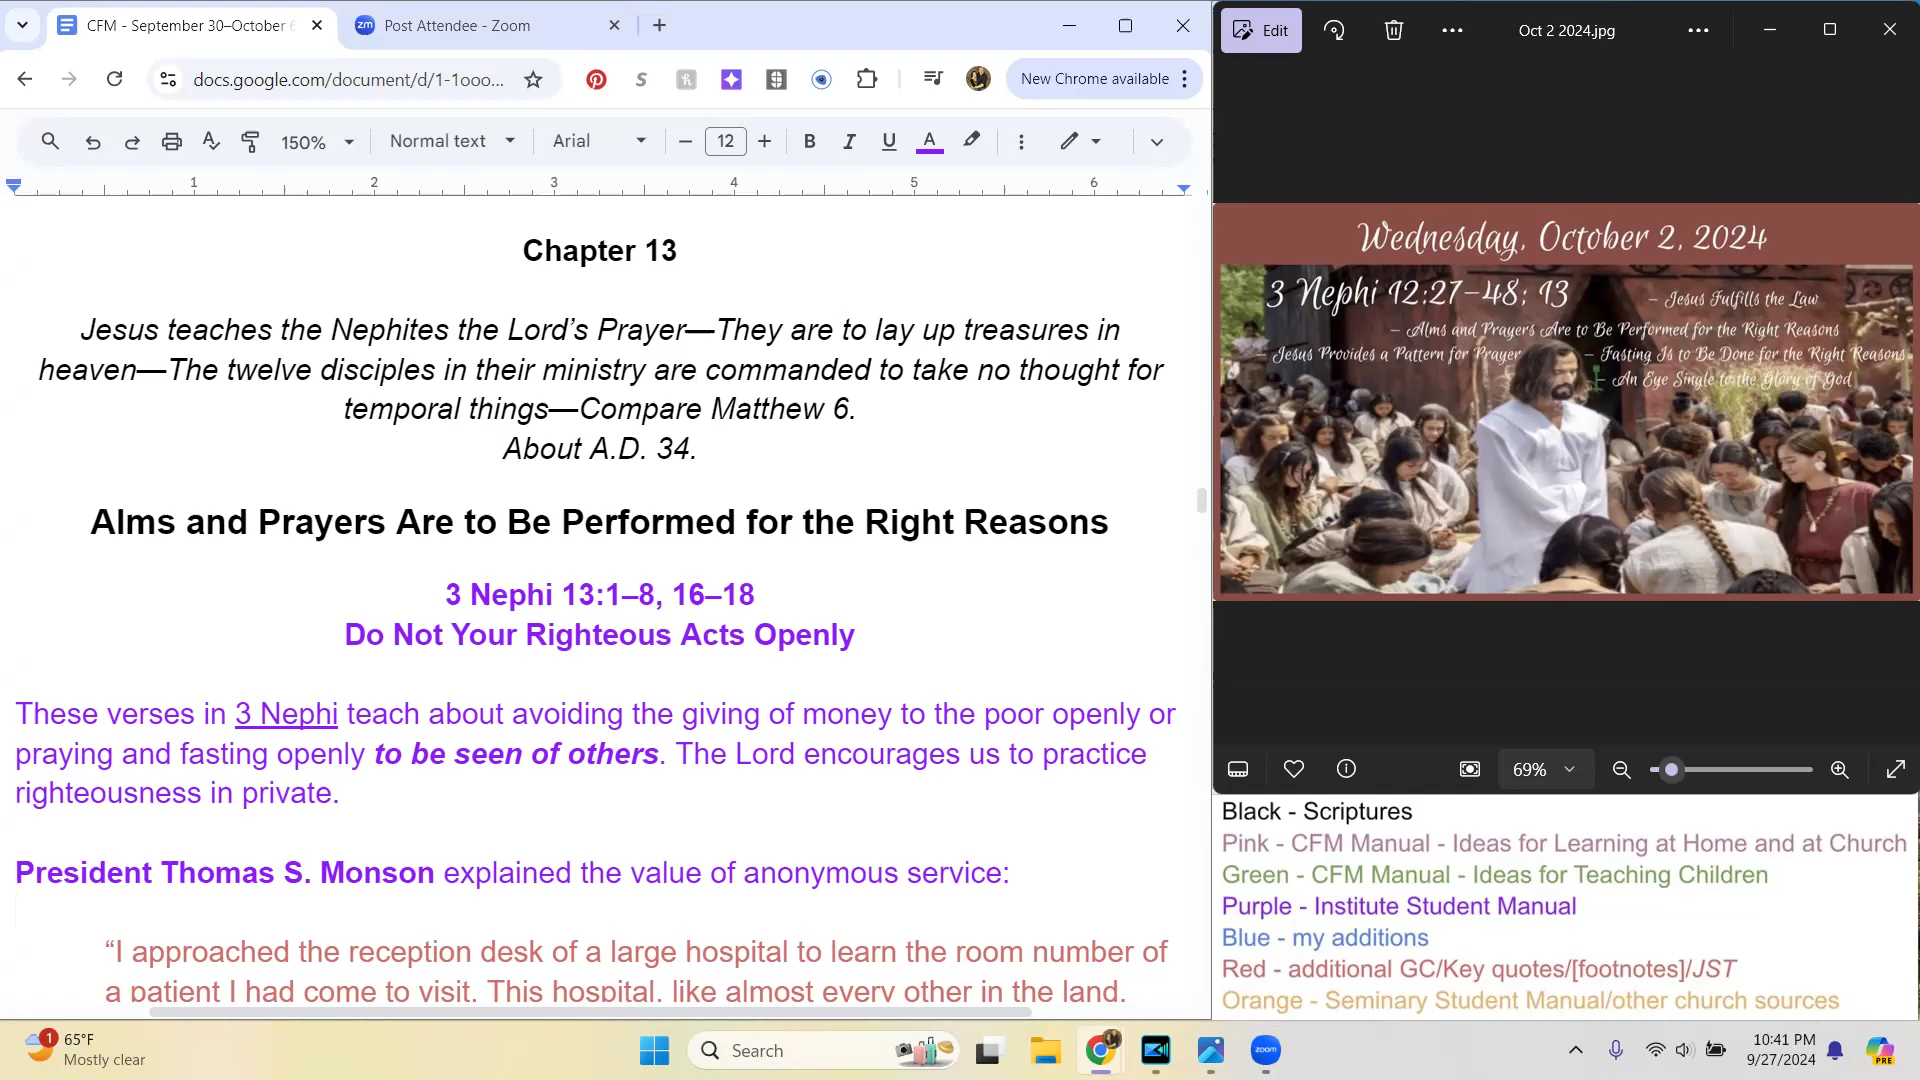 CFM - September 30–October 6
Post Attendee - Zoom
Edit
Oct 2 2024.jpg
docs.google.com/document/d/1-1ooo...
New Chrome available
150%
Normal text
Arial
12
1 2 3 4 5 6
Chapter 13
Jesus teaches the Nephites the Lord's Prayer—They are to lay up treasures in
heaven—The twelve disciples in their ministry are commanded to take no thought for
temporal things—Compare Matthew 6.
About A.D. 34.
Alms and Prayers Are to Be Performed for the Right Reasons
3 Nephi 13:1–8, 16–18
Do Not Your Righteous Acts Openly
These verses in 3 Nephi teach about avoiding the giving of money to the poor openly or
praying and fasting openly to be seen of others. The Lord encourages us to practice
righteousness in private.
President Thomas S. Monson explained the value of anonymous service:
“I approached the reception desk of a large hospital to learn the room number of
a patient I had come to visit. This hospital, like almost every other in the land,
Wednesday, October 2, 2024
3 Nephi 12:27–48; 13
– Jesus Fulfills the Law
– Alms and Prayers Are to Be Performed for the Right Reasons
– Jesus Provides a Pattern for Prayer
– Fasting Is to Be Done for the Right Reasons
– An Eye Single to the Glory of God
69%
Black - Scriptures
Pink - CFM Manual - Ideas for Learning at Home and at Church
Green - CFM Manual - Ideas for Teaching Children
Purple - Institute Student Manual
Blue - my additions
Red - additional GC/Key quotes/[footnotes]/JST
Orange - Seminary Student Manual/other church sources
1
65°F
Mostly clear
Search
zoom
10:41 PM
9/27/2024
PRE